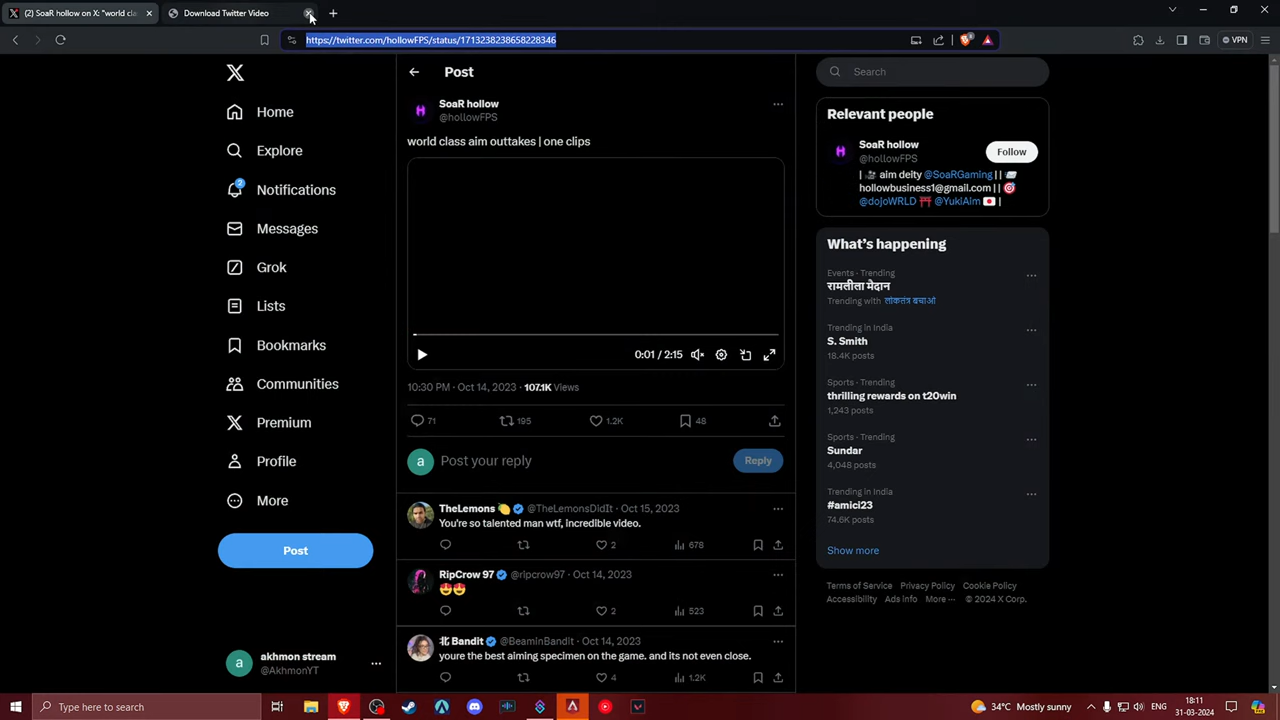 (2) SoaR hollow on X: "world cla
Download Twitter Video
https://twitter.com/hollowFPS/status/1713238238658228346
VPN
Home
Explore
2
Notifications
Messages
Grok
Lists
Bookmarks
Communities
Premium
Profile
More
Post
akhmon stream
@AkhmonYT
Post
SoaR hollow
@hollowFPS
world class aim outtakes | one clips
0:01 / 2:15
10:30 PM · Oct 14, 2023 · 107.1K Views
71 195 1.2K 48
a Post your reply Reply
TheLemons @TheLemonsDidIt · Oct 15, 2023
You're so talented man wtf, incredible video.
2 678
RipCrow 97 @ripcrow97 · Oct 14, 2023
2 523
北 Bandit @BeaminBandit · Oct 14, 2023
youre the best aiming specimen on the game. and its not even close.
4 1.2K
Search
Relevant people
SoaR hollow
@hollowFPS
Follow
| aim deity @SoaRGaming | |
hollowbusiness1@gmail.com | |
@dojoWRLD @YukiAim |
What's happening
Events · Trending
रामलीला मैदान
Trending with लोकतंत्र बचाओ
Trending in India
S. Smith
18.4K posts
Sports · Trending
thrilling rewards on t20win
1,243 posts
Sports · Trending
Sundar
4,048 posts
Trending in India
#amici23
74.6K posts
Show more
Terms of Service Privacy Policy Cookie Policy
Accessibility Ads info More ··· © 2024 X Corp.
Type here to search
34°C Mostly sunny
18:11
31-03-2024